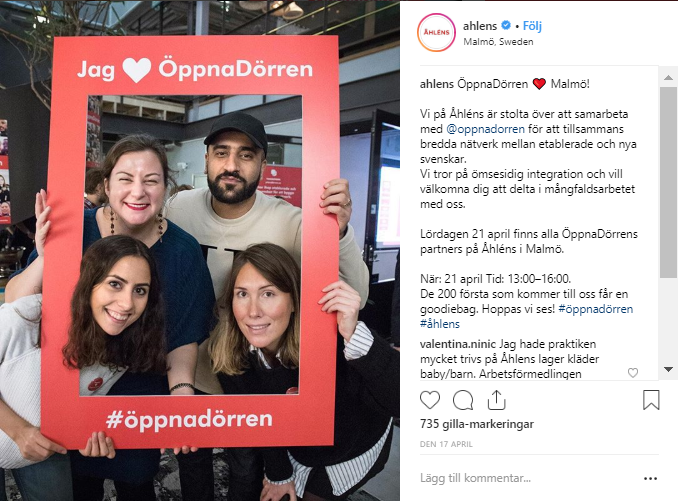 Jag ❤ ÖppnaDörren
#öppnadörren
ÅHLÉNS
ahlens • Följ
Malmö, Sweden
ahlens ÖppnaDörren ❤ Malmö!
Vi på Åhléns är stolta över att samarbeta
med @oppnadorren för att tillsammans
bredda nätverk mellan etablerade och nya
svenskar.
Vi tror på ömsesidig integration och vill
välkomna dig att delta i mångfaldsarbetet
med oss.
Lördagen 21 april finns alla ÖppnaDörrens
partners på Åhléns i Malmö.
När: 21 april Tid: 13:00–16:00.
De 200 första som kommer till oss får en
goodiebag. Hoppas vi ses! #öppnadörren
#åhlens
valentina.ninic Jag hade praktiken
mycket trivs på Åhlens lager kläder
baby/barn. Arbetsförmedlingen
735 gilla-markeringar
DEN 17 APRIL
Lägg till kommentar...